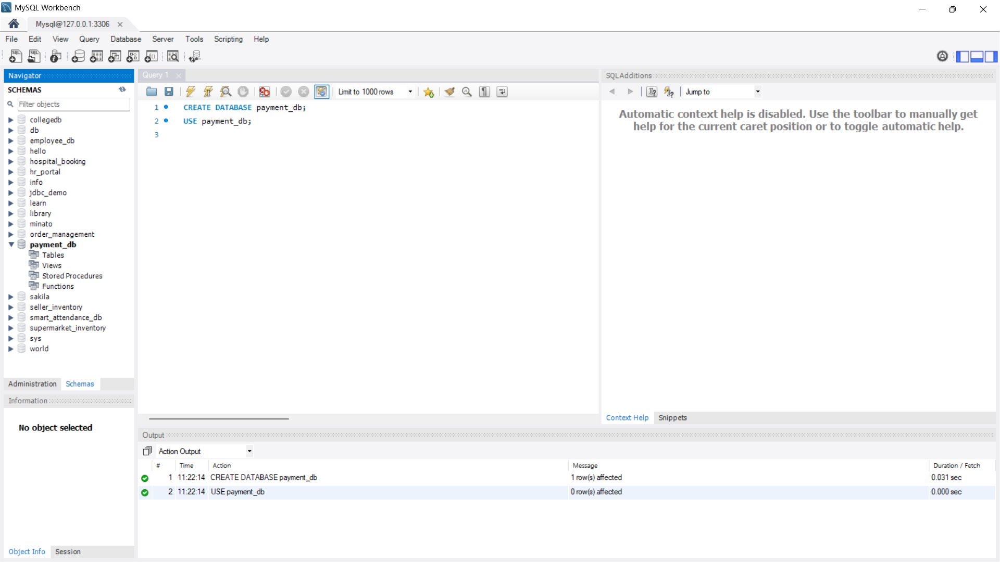 MySQL Workbench
Mysql@127.0.0.1:3306
File Edit View Query Database Server Tools Scripting Help
Navigator
SCHEMAS
Filter objects
collegedb
db
employee_db
hello
hospital_booking
hr_portal
info
jdbc_demo
learn
library
minato
order_management
payment_db
Tables
Views
Stored Procedures
Functions
sakila
seller_inventory
smart_attendance_db
supermarket_inventory
sys
world
Administration Schemas
Information
No object selected
Object Info Session
Query 1
Limit to 1000 rows
1 CREATE DATABASE payment_db;
2 USE payment_db;
3
SQLAdditions
Jump to
Automatic context help is disabled. Use the toolbar to manually get
help for the current caret position or to toggle automatic help.
Context Help Snippets
Output
Action Output
# Time Action Message Duration / Fetch
1 11:22:14 CREATE DATABASE payment_db 1 row(s) affected 0.031 sec
2 11:22:14 USE payment_db 0 row(s) affected 0.000 sec